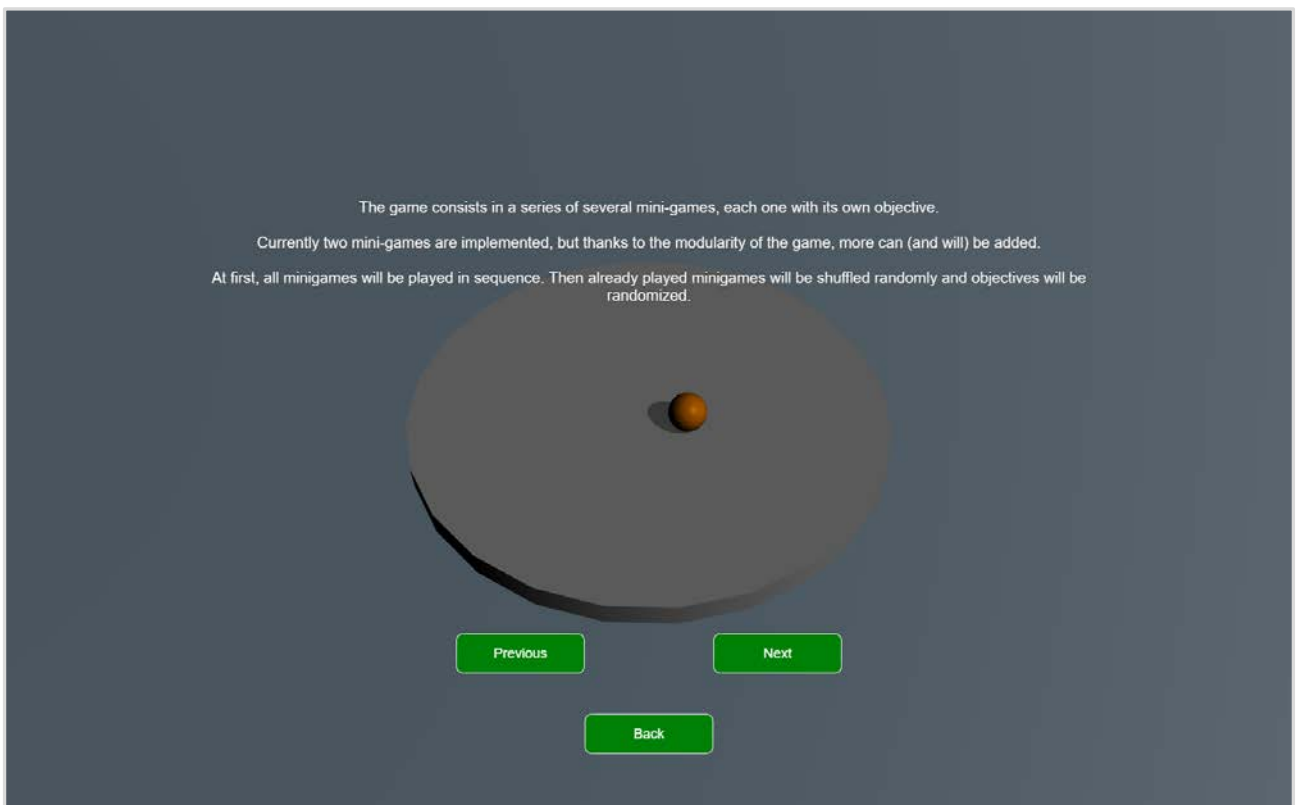 The game consists in a series of several mini-games, each one with its own objective.
Currently two mini-games are implemented, but thanks to the modularity of the game, more can (and will) be added.
At first, all minigames will be played in sequence. Then already played minigames will be shuffled randomly and objectives will be
randomized.
Previous
Next
Back